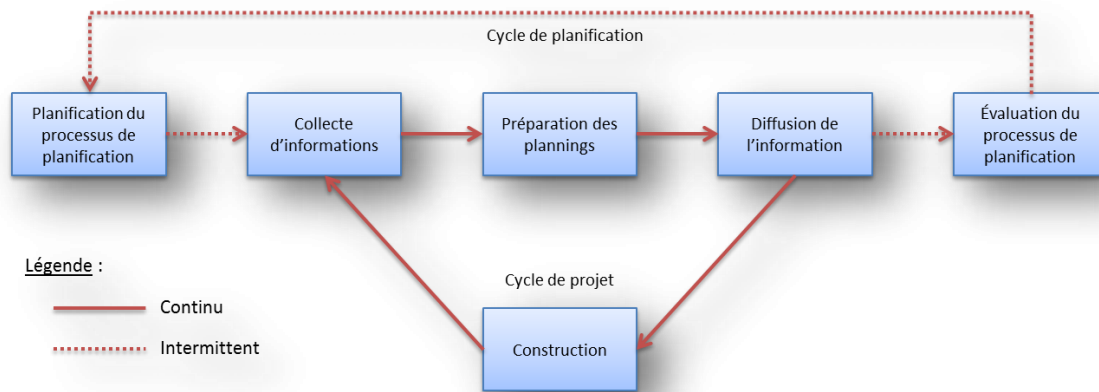 Cycle de planification
Planification du
processus de
planification
Collecte
d'informations
Préparation des
plannings
Diffusion de
l'information
Évaluation du
processus de
planification
Légende :
Continu
Intermittent
Cycle de projet
Construction